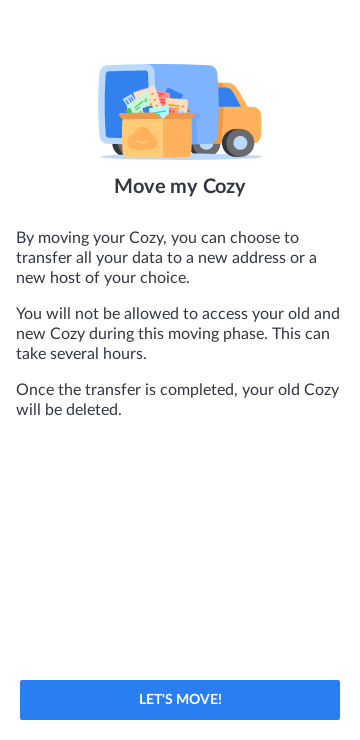 Move my Cozy
By moving your Cozy, you can choose to
transfer all your data to a new address or a
new host of your choice.
You will not be allowed to access your old and
new Cozy during this moving phase. This can
take several hours.
Once the transfer is completed, your old Cozy
will be deleted.
LET'S MOVE!